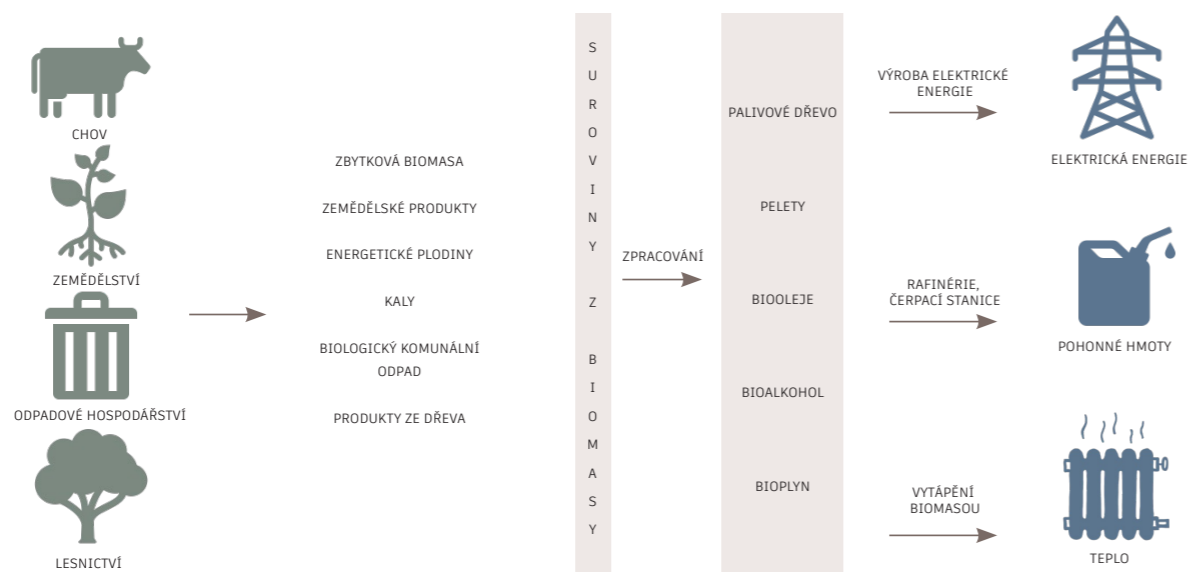 CHOV
ZEMĚDĚLSTVÍ
ODPADOVÉ HOSPODÁŘSTVÍ
LESNICTVÍ
ZBYTKOVÁ BIOMASA
ZEMĚDĚLSKÉ PRODUKTY
ENERGETICKÉ PLODINY
KALY
BIOLOGICKÝ KOMUNÁLNÍ
ODPAD
PRODUKTY ZE DŘEVA
SUROVINY Z BIOMASY
ZPRACOVÁNÍ
PALIVOVÉ DŘEVO
PELETY
BIOOLEJE
BIOALKOHOL
BIOPLYN
VÝROBA ELEKTRICKÉ
ENERGIE
RAFINÉRIE,
ČERPACÍ STANICE
VYTÁPĚNÍ
BIOMASOU
ELEKTRICKÁ ENERGIE
POHONNÉ HMOTY
TEPLO